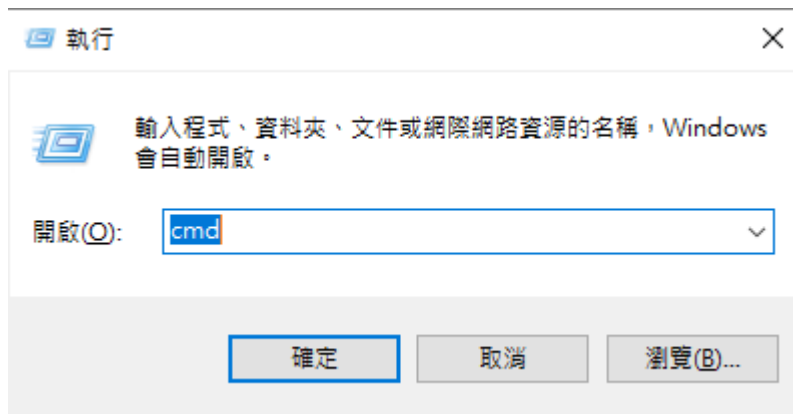 執行
輸入程式、資料夾、文件或網際網路資源的名稱，Windows
會自動開啟。
開啟(O):
cmd
確定
取消
瀏覽(B)...